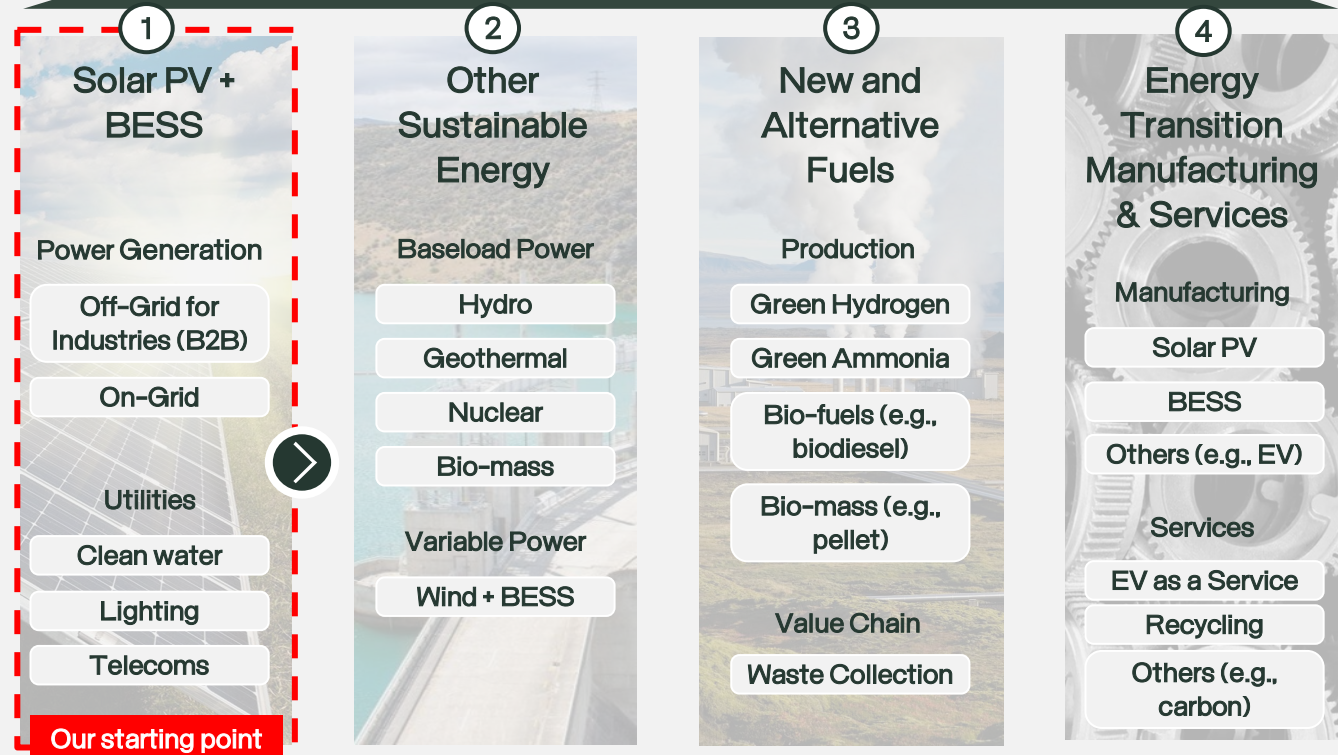 1
Solar PV +
BESS
Power Generation
Off-Grid for
Industries (B2B)
On-Grid
Utilities
Clean water
Lighting
Telecoms
Our starting point
2
Other
Sustainable
Energy
Baseload Power
Hydro
Geothermal
Nuclear
Bio-mass
Variable Power
Wind + BESS
3
New and
Alternative
Fuels
Production
Green Hydrogen
Green Ammonia
Bio-fuels (e.g.,
biodiesel)
Bio-mass (e.g.,
pellet)
Value Chain
Waste Collection
4
Energy
Transition
Manufacturing
& Services
Manufacturing
Solar PV
BESS
Others (e.g., EV)
Services
EV as a Service
Recycling
Others (e.g.,
carbon)